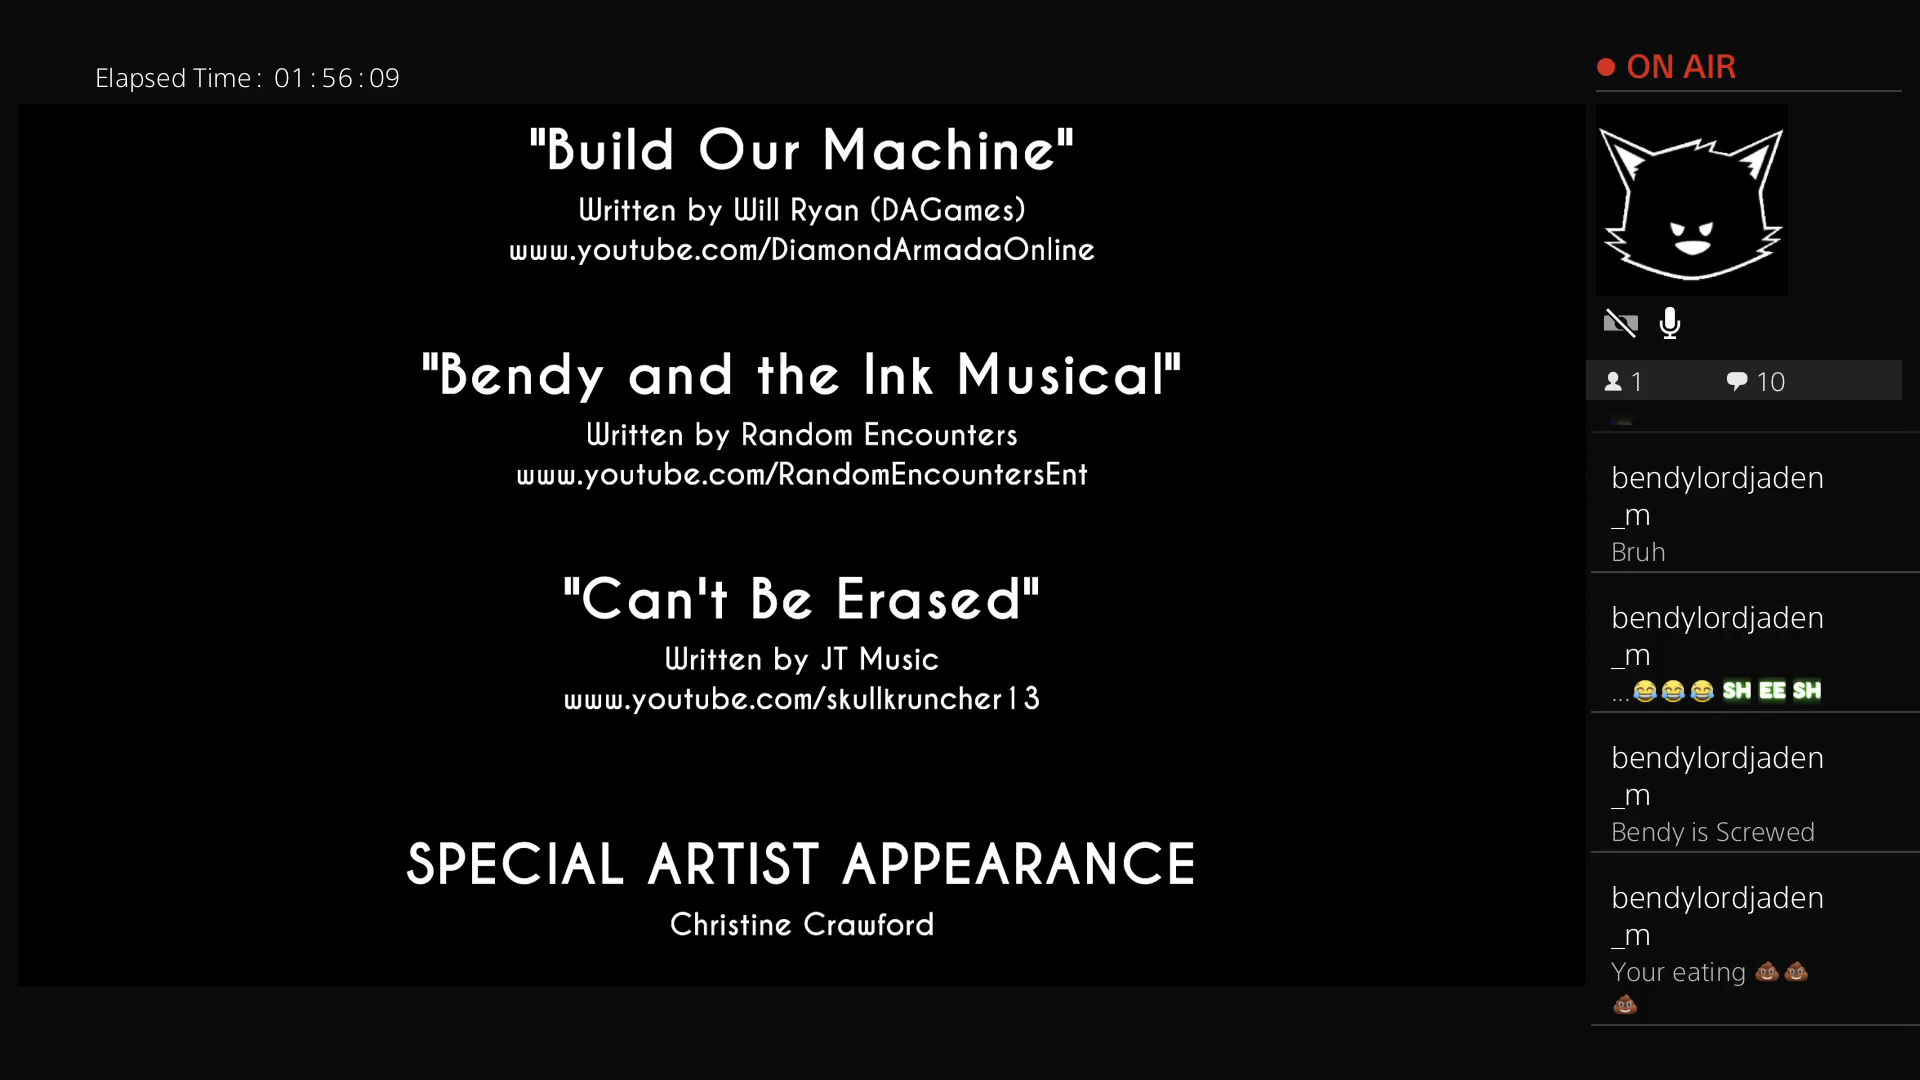 Elapsed Time: 01:56:09
ON AIR
"Build Our Machine"
Written by Will Ryan (DAGames)
www.youtube.com/DiamondArmadaOnline
"Bendy and the Ink Musical"
Written by Random Encounters
www.youtube.com/RandomEncountersEnt
"Can't Be Erased"
Written by JT Music
www.youtube.com/skullkruncher13
SPECIAL ARTIST APPEARANCE
Christine Crawford
1 10
bendylordjaden
_m
Bruh
bendylordjaden
_m
...😂😂😂 SH EE SH
bendylordjaden
_m
Bendy is Screwed
bendylordjaden
_m
Your eating 💩💩
💩